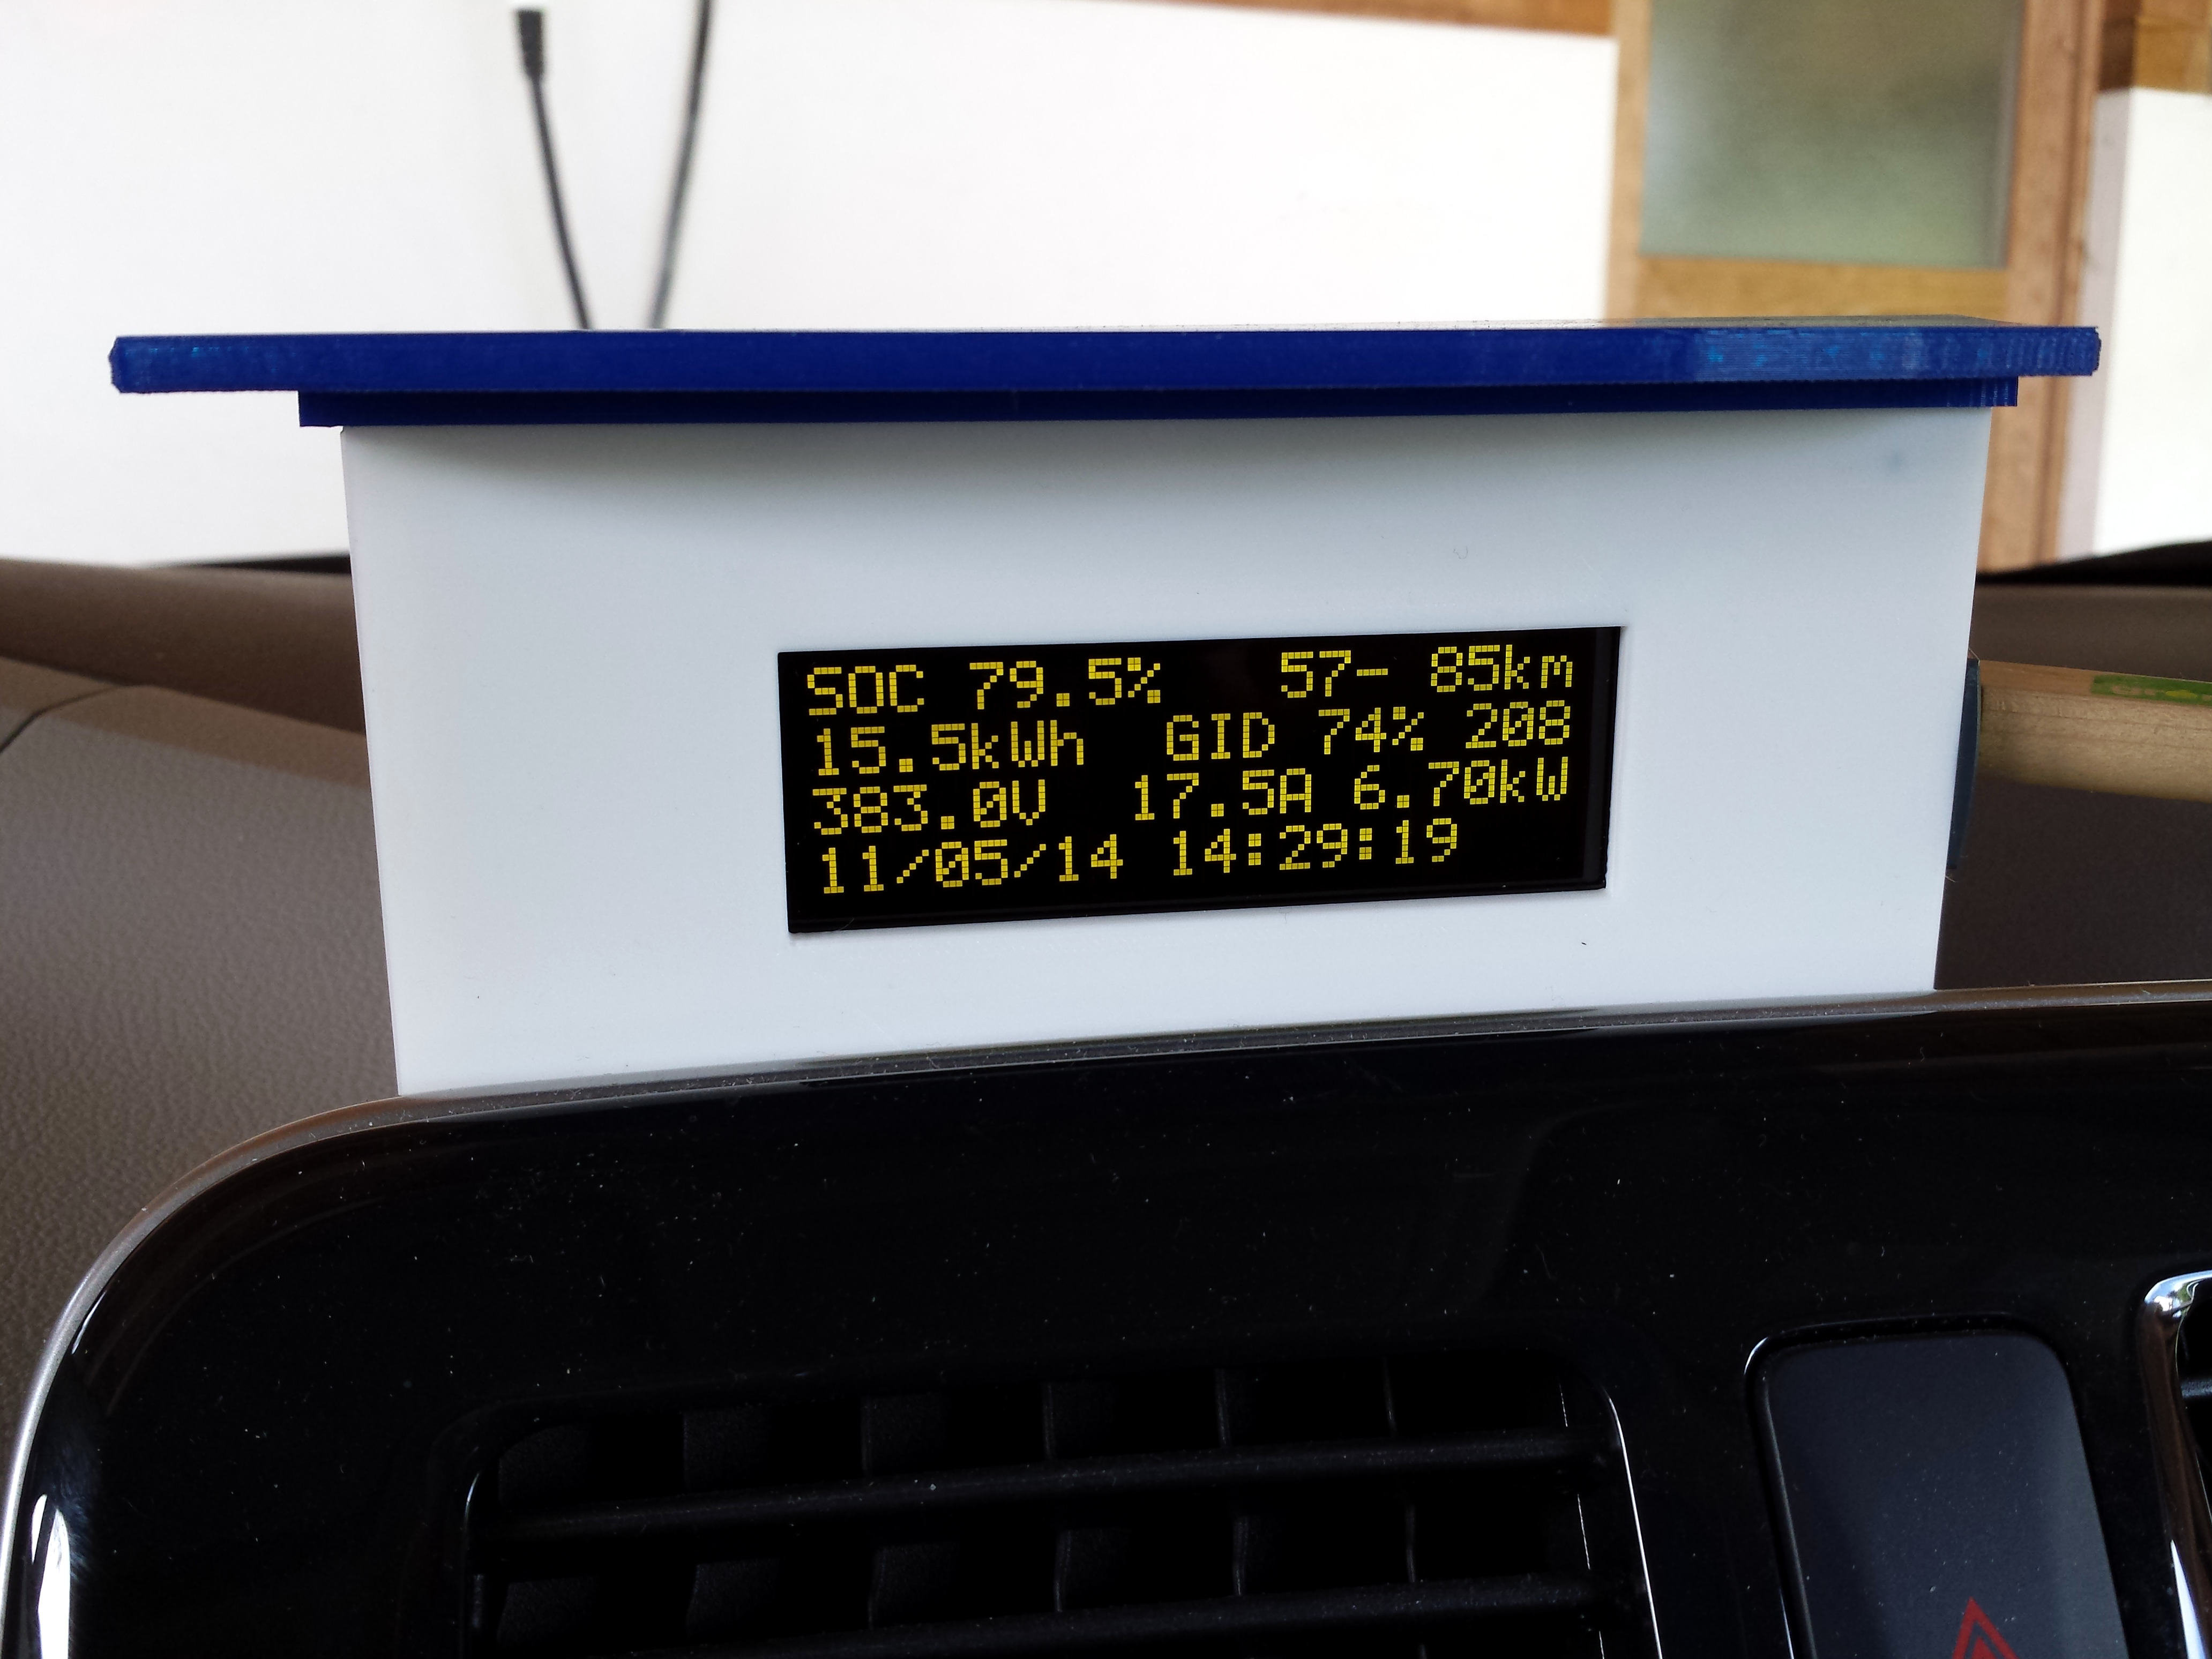 SOC 79.5% 57- 85km
15.5kWh GID 74% 208
383.0V 17.5A 6.70kW
11/05/14 14:29:19